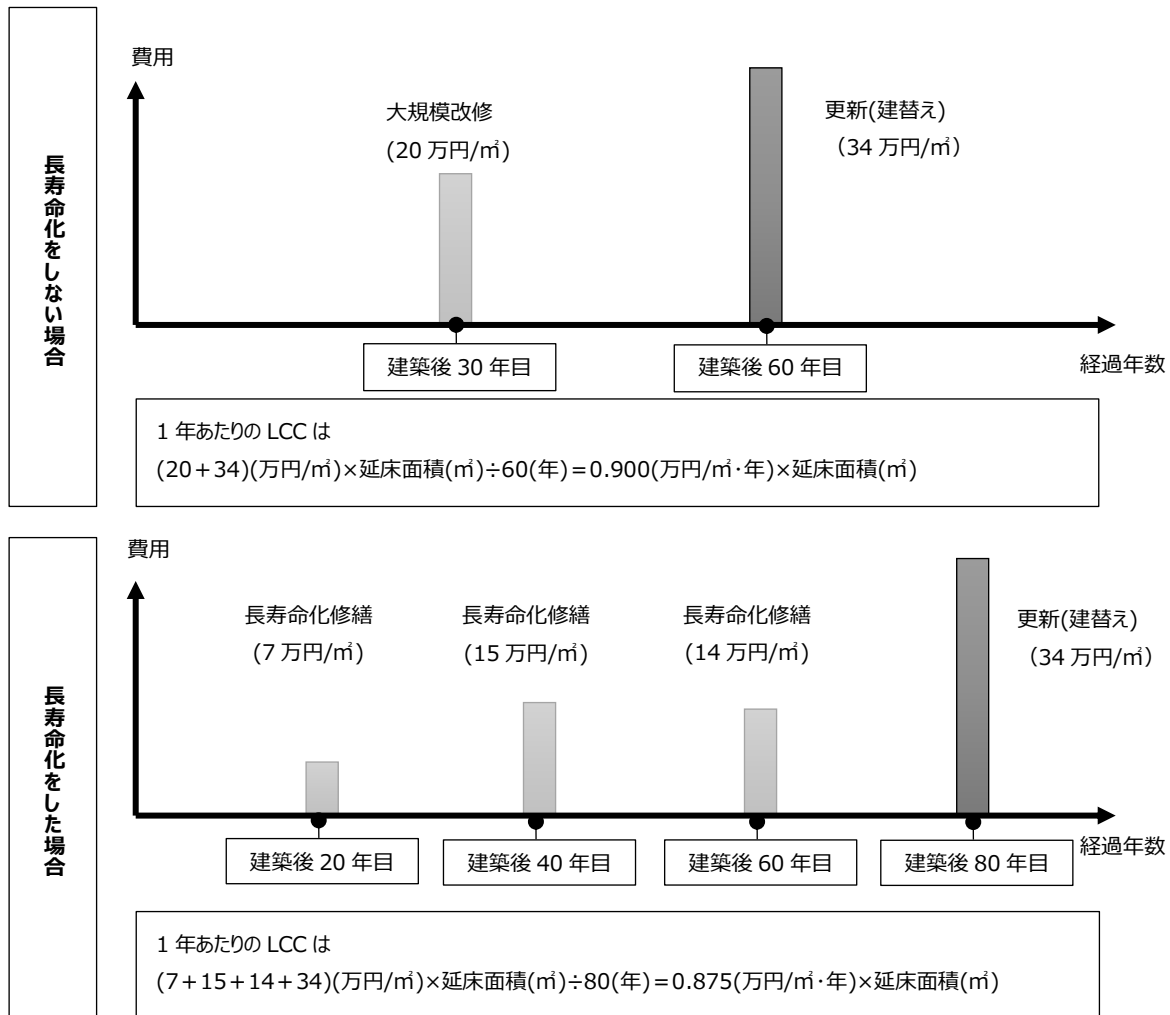 長寿命化をしない場合
費用
大規模改修
(20 万円/㎡)
更新(建替え)
（34 万円/㎡）
建築後 30 年目
建築後 60 年目
経過年数
1 年あたりの LCC は
(20＋34)(万円/㎡)×延床面積(㎡)÷60(年)＝0.900(万円/㎡･年)×延床面積(㎡)
長寿命化をした場合
費用
長寿命化修繕
(7 万円/㎡)
長寿命化修繕
(15 万円/㎡)
長寿命化修繕
(14 万円/㎡)
更新(建替え)
（34 万円/㎡）
建築後 20 年目
建築後 40 年目
建築後 60 年目
建築後 80 年目
経過年数
1 年あたりの LCC は
(7＋15＋14＋34)(万円/㎡)×延床面積(㎡)÷80(年)＝0.875(万円/㎡･年)×延床面積(㎡)